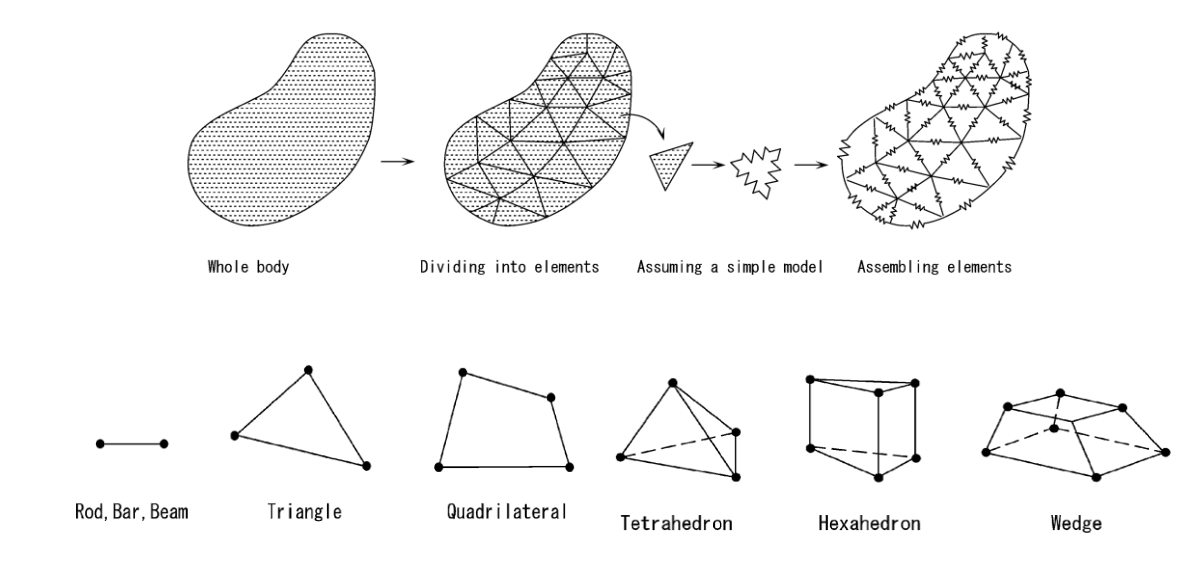 Whole body
Dividing into elements
Assuming a simple model
Assembling elements
Rod,Bar,Beam
Triangle
Quadrilateral
Tetrahedron
Hexahedron
Wedge